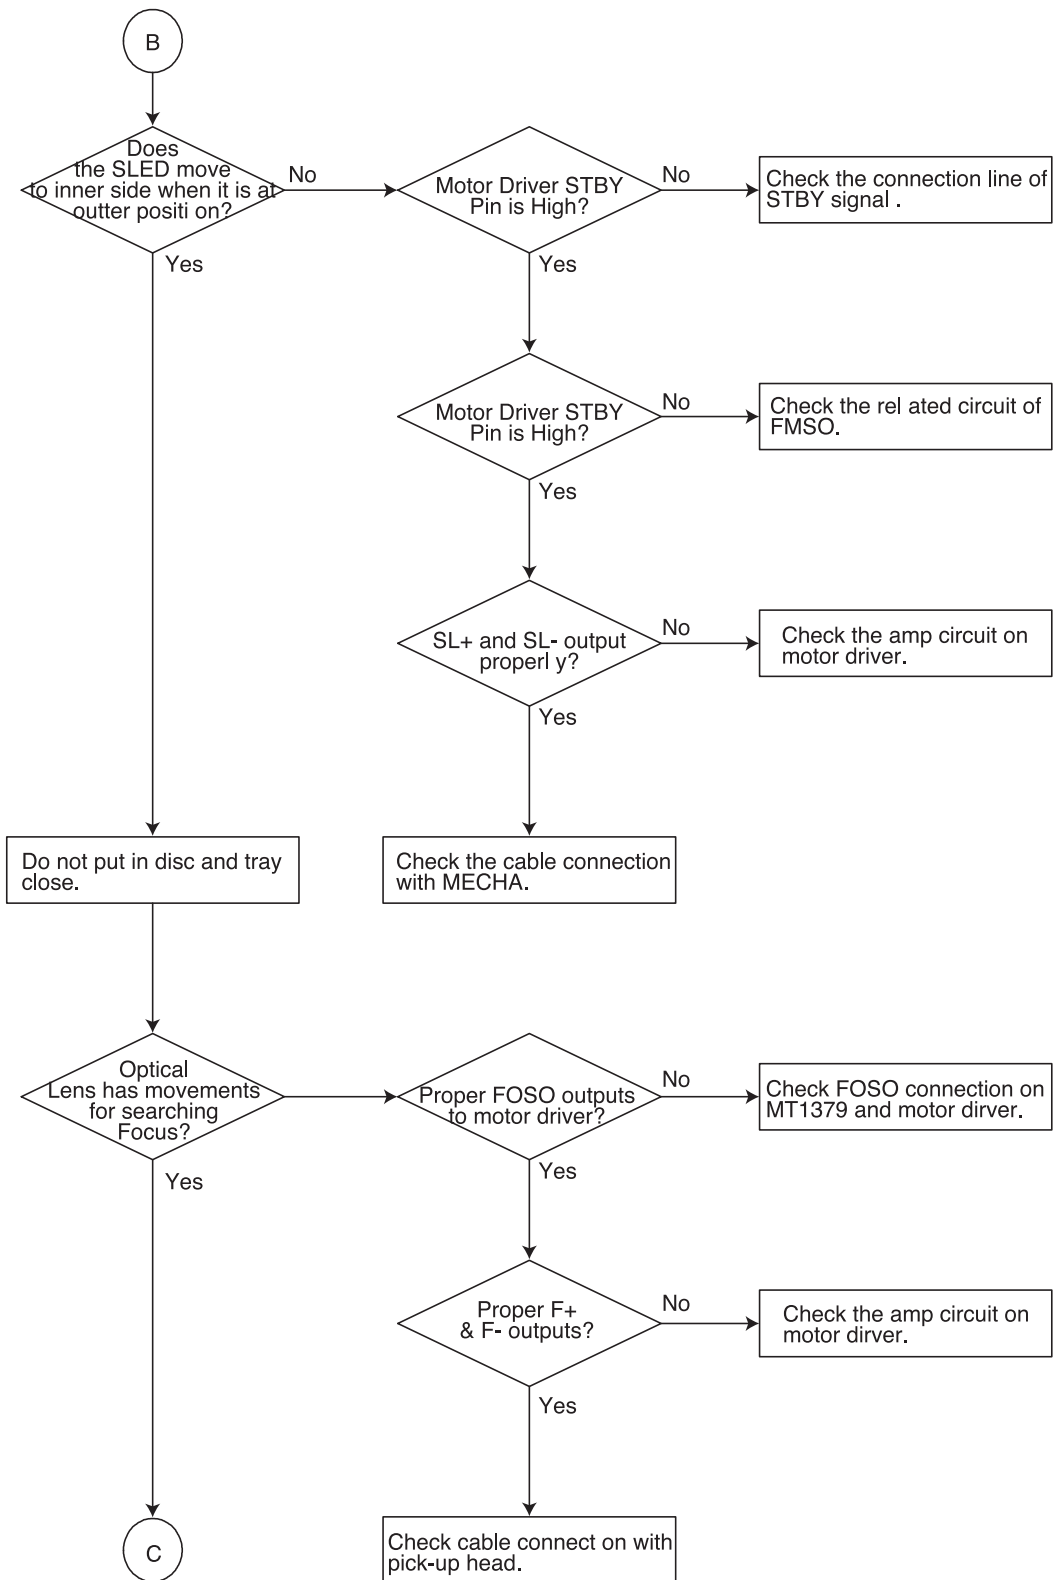 B
Does
the SLED move
to inner side when it is at
outter positi on?
No
Yes
Motor Driver STBY
Pin is High?
No
Yes
Check the connection line of
STBY signal .
Motor Driver STBY
Pin is High?
No
Yes
Check the rel ated circuit of
FMSO.
SL+ and SL- output
properl y?
No
Yes
Check the amp circuit on
motor driver.
Do not put in disc and tray
close.
Check the cable connection
with MECHA.
Optical
Lens has movements
for searching
Focus?
Yes
Proper FOSO outputs
to motor driver?
No
Yes
Check FOSO connection on
MT1379 and motor dirver.
Proper F+
& F- outputs?
No
Yes
Check the amp circuit on
motor dirver.
C
Check cable connect on with
pick-up head.